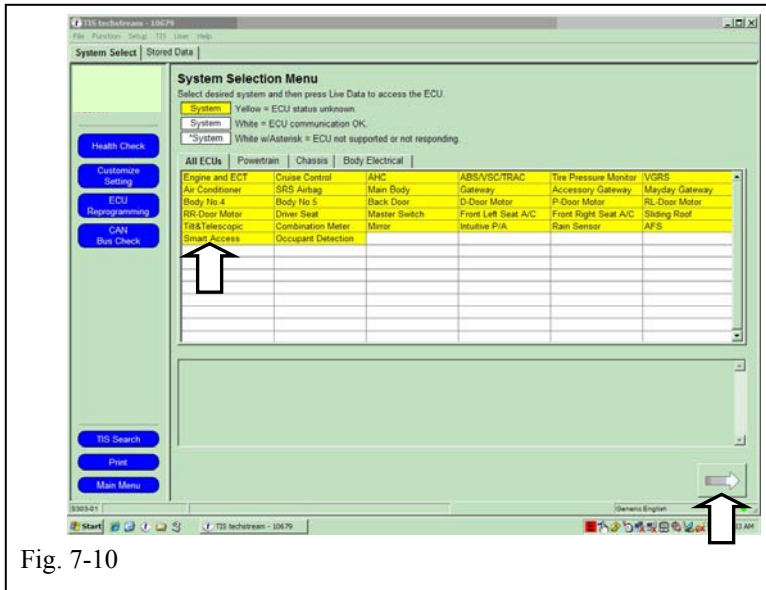 TIS techstream - 10679
File Function Setup TIS User Help
System Select Stored Data
System Selection Menu
Select desired system and then press Live Data to access the ECU.
System Yellow = ECU status unknown.
System White = ECU communication OK.
*System White w/Asterisk = ECU not supported or not responding.
Health Check
Customize
Setting
ECU
Reprogramming
CAN
Bus Check
All ECUs Powertrain Chassis Body Electrical
Engine and ECT Cruise Control AHC ABS/VSC/TRAC Tire Pressure Monitor VGRS
Air Conditioner SRS Airbag Main Body Gateway Accessory Gateway Mayday Gateway
Body No.4 Body No.5 Back Door D-Door Motor P-Door Motor RL-Door Motor
RR-Door Motor Driver Seat Master Switch Front Left Seat A/C Front Right Seat A/C Sliding Roof
Tilt&Telescopic Combination Meter Mirror Intuitive P/A Rain Sensor AFS
Smart Access Occupant Detection
TIS Search
Print
Main Menu
S303-01
Generic English
Start TIS techstream - 10679 AM
Fig. 7-10